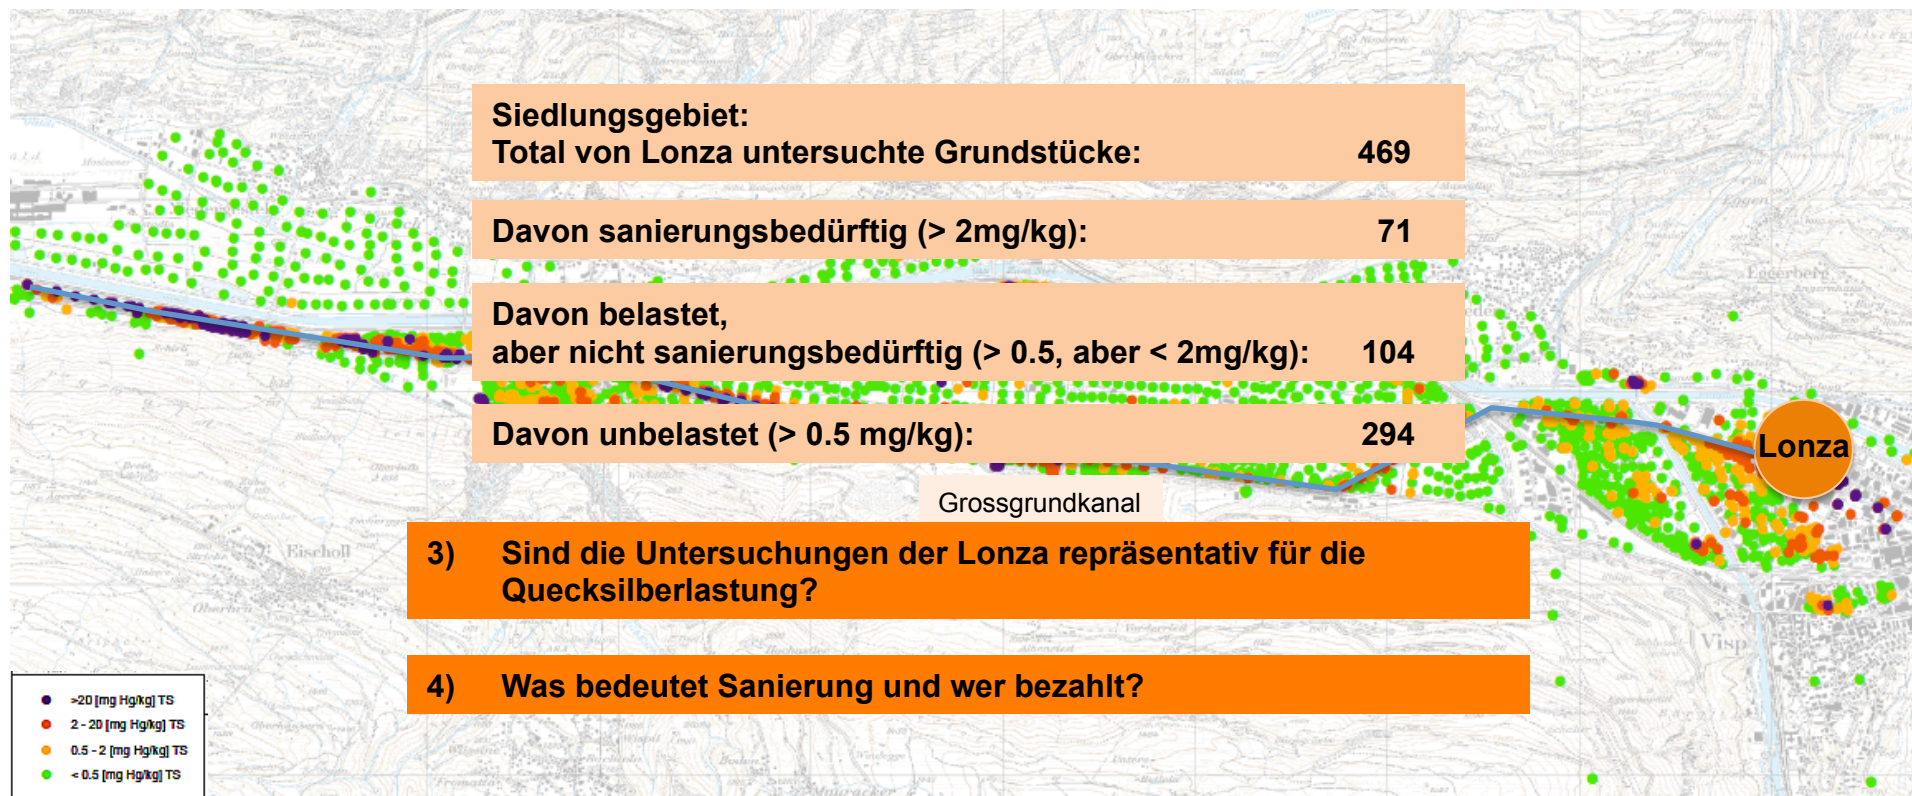 Siedlungsgebiet:
Total von Lonza untersuchte Grundstücke: 469
Davon sanierungsbedürftig (> 2mg/kg): 71
Davon belastet,
aber nicht sanierungsbedürftig (> 0.5, aber < 2mg/kg): 104
Davon unbelastet (> 0.5 mg/kg): 294
Eggerberg
Lonza
Grossgrundkanal
3) Sind die Untersuchungen der Lonza repräsentativ für die
Quecksilberlastung?
Eischoll
Visp
4) Was bedeutet Sanierung und wer bezahlt?
>20 [mg Hg/kg] TS
2 - 20 [mg Hg/kg] TS
0.5 - 2 [mg Hg/kg] TS
< 0.5 [mg Hg/kg] TS